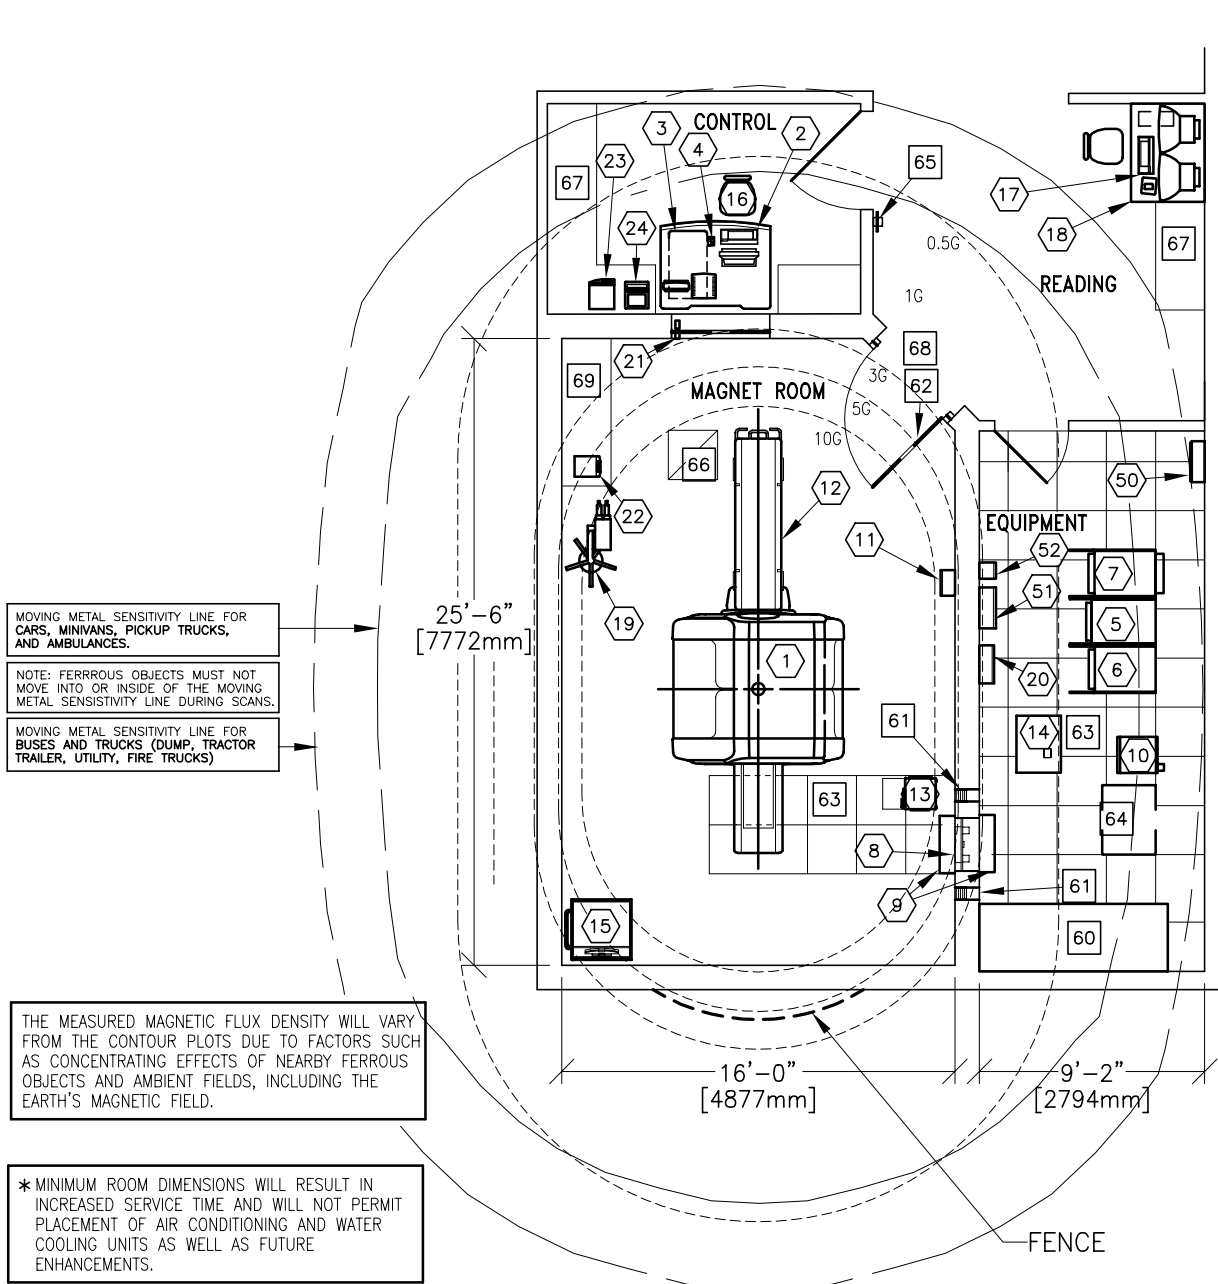 CONTROL
3
4
2
23
24
67
16
65
17
18
67
0.5G
READING
1G
21
68
3G
62
69
MAGNET ROOM
5G
10G
66
12
22
50
EQUIPMENT
11
52
7
51
5
19
25'-6"
[7772mm]
1
6
20
MOVING METAL SENSITIVITY LINE FOR
CARS, MINIVANS, PICKUP TRUCKS,
AND AMBULANCES.
NOTE: FERRROUS OBJECTS MUST NOT
MOVE INTO OR INSIDE OF THE MOVING
METAL SENSISTIVITY LINE DURING SCANS.
MOVING METAL SENSITIVITY LINE FOR
BUSES AND TRUCKS (DUMP, TRACTOR
TRAILER, UTILITY, FIRE TRUCKS)
61
14
63
10
63
13
64
8
61
9
15
60
THE MEASURED MAGNETIC FLUX DENSITY WILL VARY
FROM THE CONTOUR PLOTS DUE TO FACTORS SUCH
AS CONCENTRATING EFFECTS OF NEARBY FERROUS
OBJECTS AND AMBIENT FIELDS, INCLUDING THE
EARTH'S MAGNETIC FIELD.
16'-0"
[4877mm]
9'-2"
[2794mm]
* MINIMUM ROOM DIMENSIONS WILL RESULT IN
INCREASED SERVICE TIME AND WILL NOT PERMIT
PLACEMENT OF AIR CONDITIONING AND WATER
COOLING UNITS AS WELL AS FUTURE
ENHANCEMENTS.
FENCE